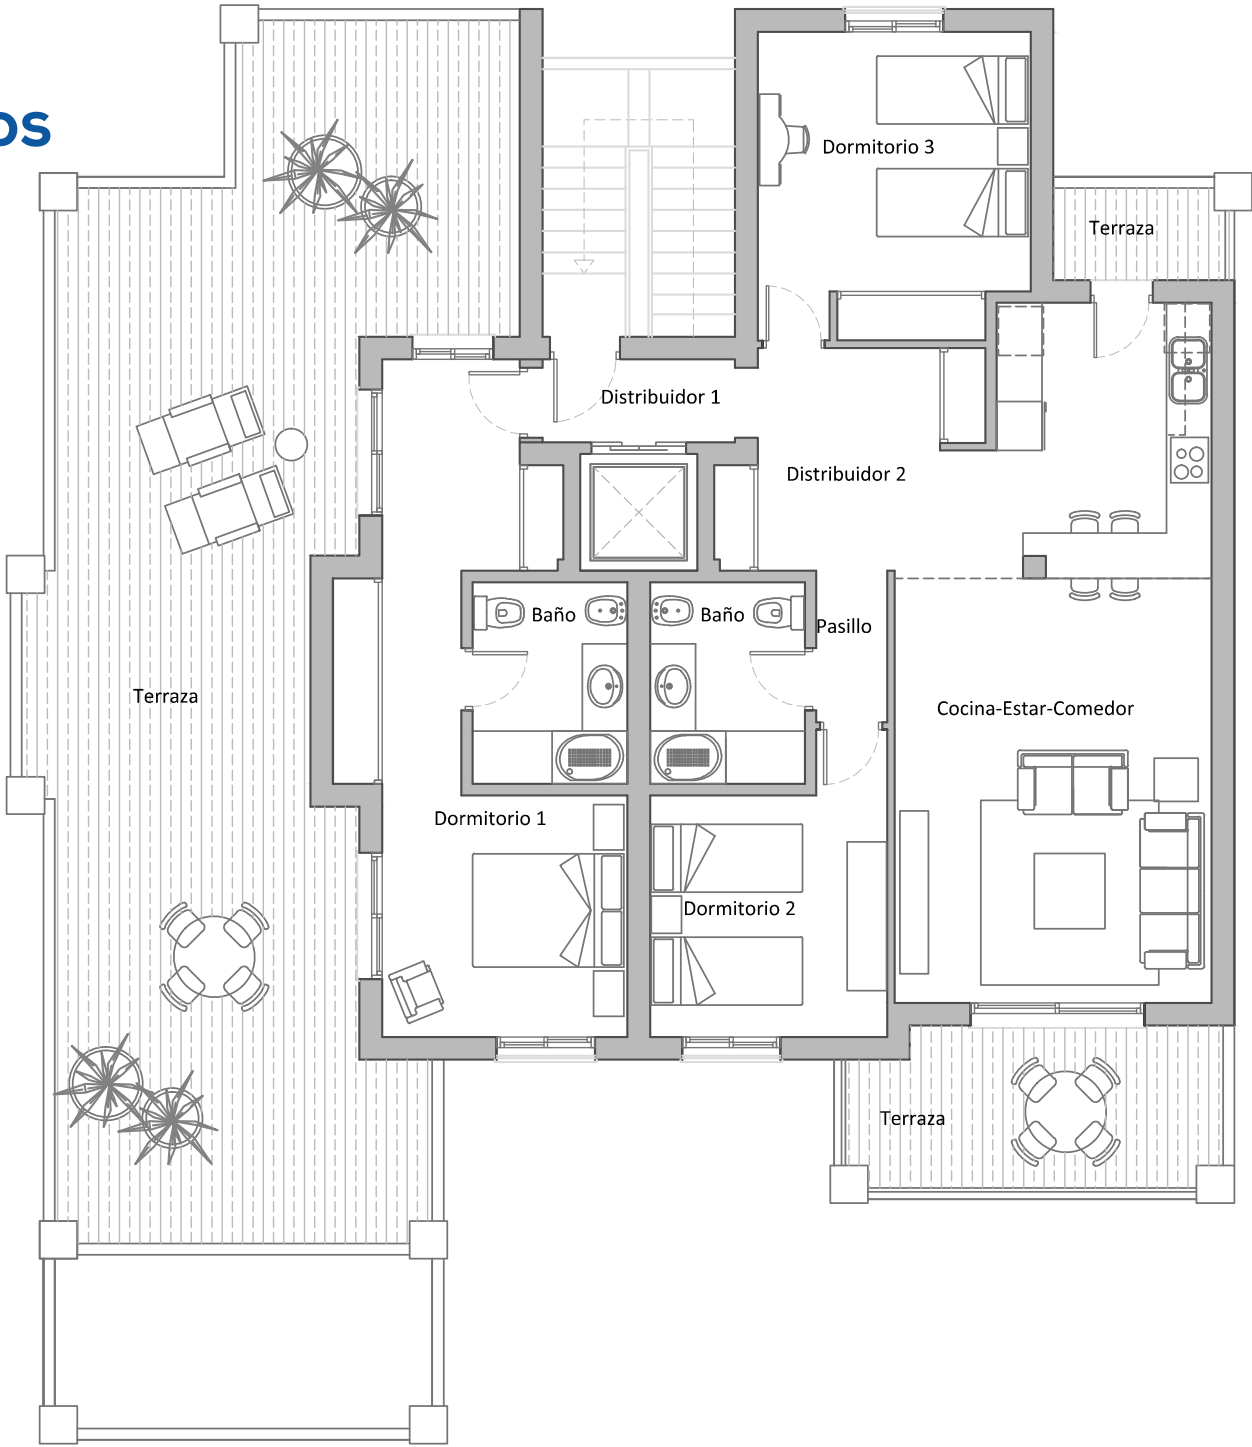 os
Dormitorio 3
Terraza
Distribuidor 1
Distribuidor 2
Baño
Baño
Pasillo
Terraza
Cocina-Estar-Comedor
Dormitorio 1
Dormitorio 2
Terraza